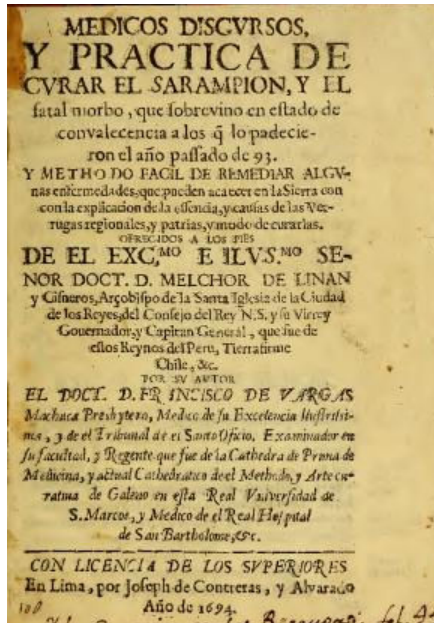 MEDICOS DISCVRSOS,
Y PRACTICA DE
CVRAR EL SARAMPION, Y EL
fatal morbo, que ſobrevino en eſtado de
convalecencia a los q̃ lo padecie-
ron el año paſſado de 93.
Y METHODO FACIL DE REMEDIAR ALGV-
nas enfermedades, que pueden acaecer en la Sierra con
con la explicacion de la eſſencia, y cauſas de las Ver-
rugas regionales, y patrias, y modo de curarlas.
OFRECIDOS A LOS PIES
DE EL EXC.MO E ILVS.MO SE-
NOR DOCT. D. MELCHOR DE LINAN
y Ciſneros, Arçobiſpo de la Santa Igleſia de la Ciudad
de los Reyes, del Conſejo del Rey N.S. y ſu Virrey
Governador, y Capitan General, que fue de
eſtos Reynos del Peru, Tierrafirme
Chile, &c.
POR SV AUTOR
EL DOCT. D. FRANCISCO DE VARGAS
Machuca Presbytero, Medico de ſu Excelencia Iluſtriſsi-
ma, y de el Tribunal de el Santo Oficio, Examinador en
ſu facultad, y Regente que fue de la Cathedra de Prima de
Medicina, y actual Cathedratico de el Methodo, y Arte cu-
rativa de Galeno en eſta Real Vniverſidad de
S. Marcos, y Medico de el Real Hoſpital
de San Bartholome, &c.
CON LICENCIA DE LOS SVPERIORES
En Lima, por Joſeph de Contreras, y Alvarado
Año de 1694.